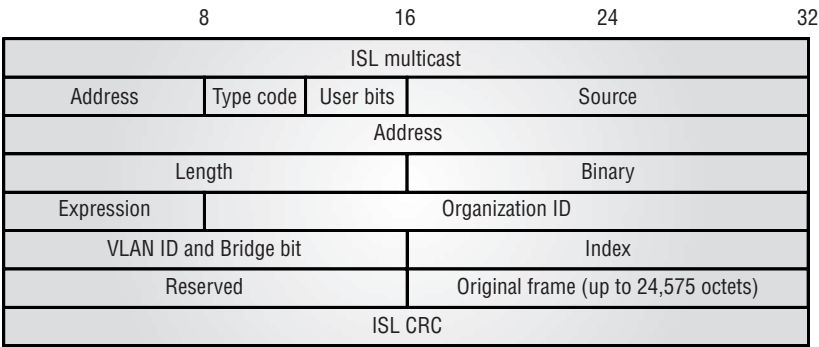 8 16 24 32
ISL multicast
Address Type code User bits Source
Address
Length Binary
Expression Organization ID
VLAN ID and Bridge bit Index
Reserved Original frame (up to 24,575 octets)
ISL CRC